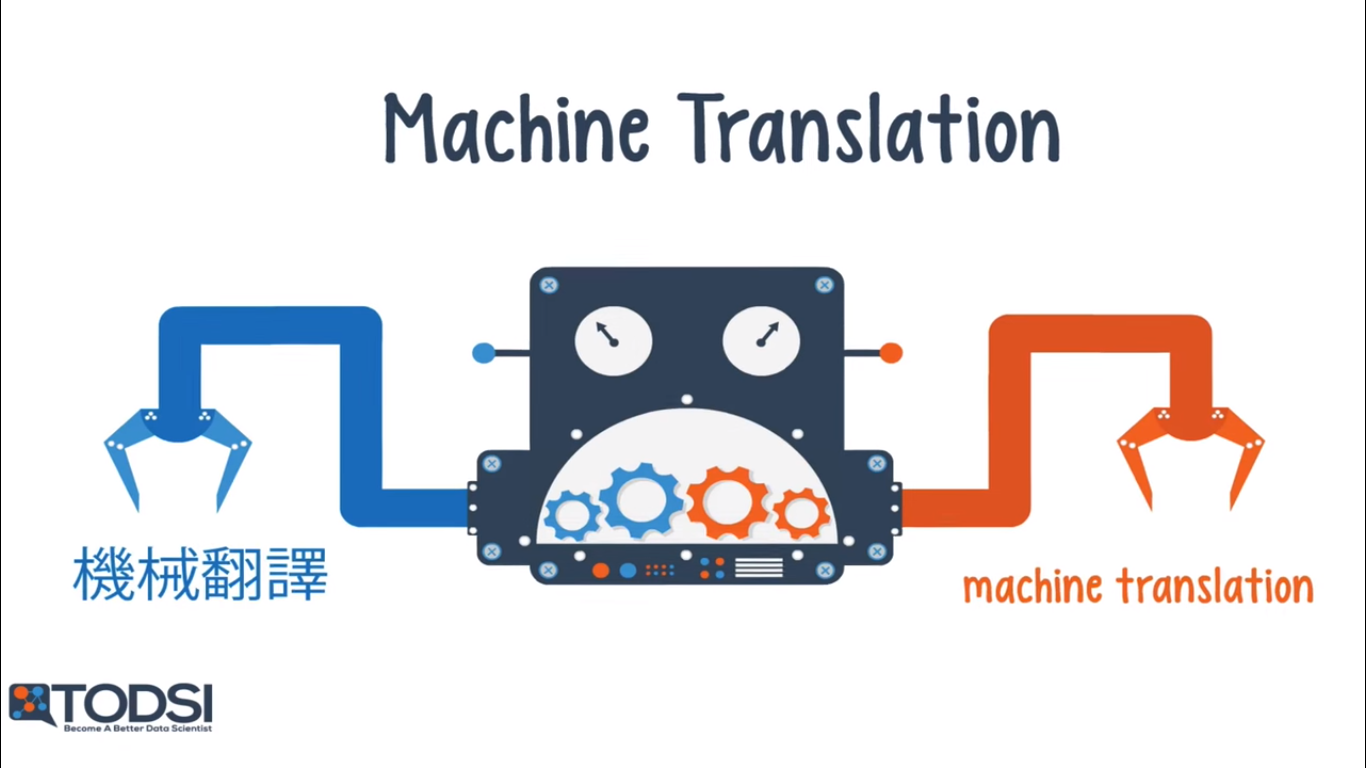 Machine Translation
機械翻譯
machine translation
TODSI
Become A Better Data Scientist